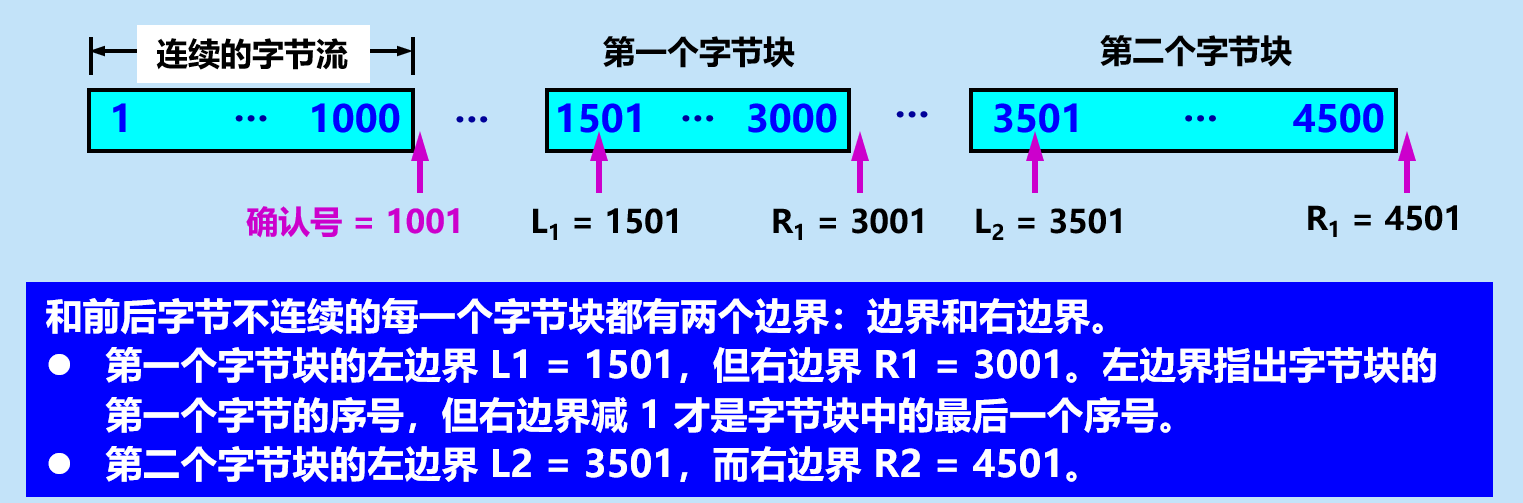 连续的字节流 第一个字节块 第二个字节块
1 ··· 1000 ··· 1501 ··· 3000 ··· 3501 ··· 4500
确认号 = 1001 L₁ = 1501 R₁ = 3001 L₂ = 3501 R₁ = 4501
和前后字节不连续的每一个字节块都有两个边界：边界和右边界。
● 第一个字节块的左边界 L1 = 1501，但右边界 R1 = 3001。左边界指出字节块的
第一个字节的序号，但右边界减 1 才是字节块中的最后一个序号。
● 第二个字节块的左边界 L2 = 3501，而右边界 R2 = 4501。